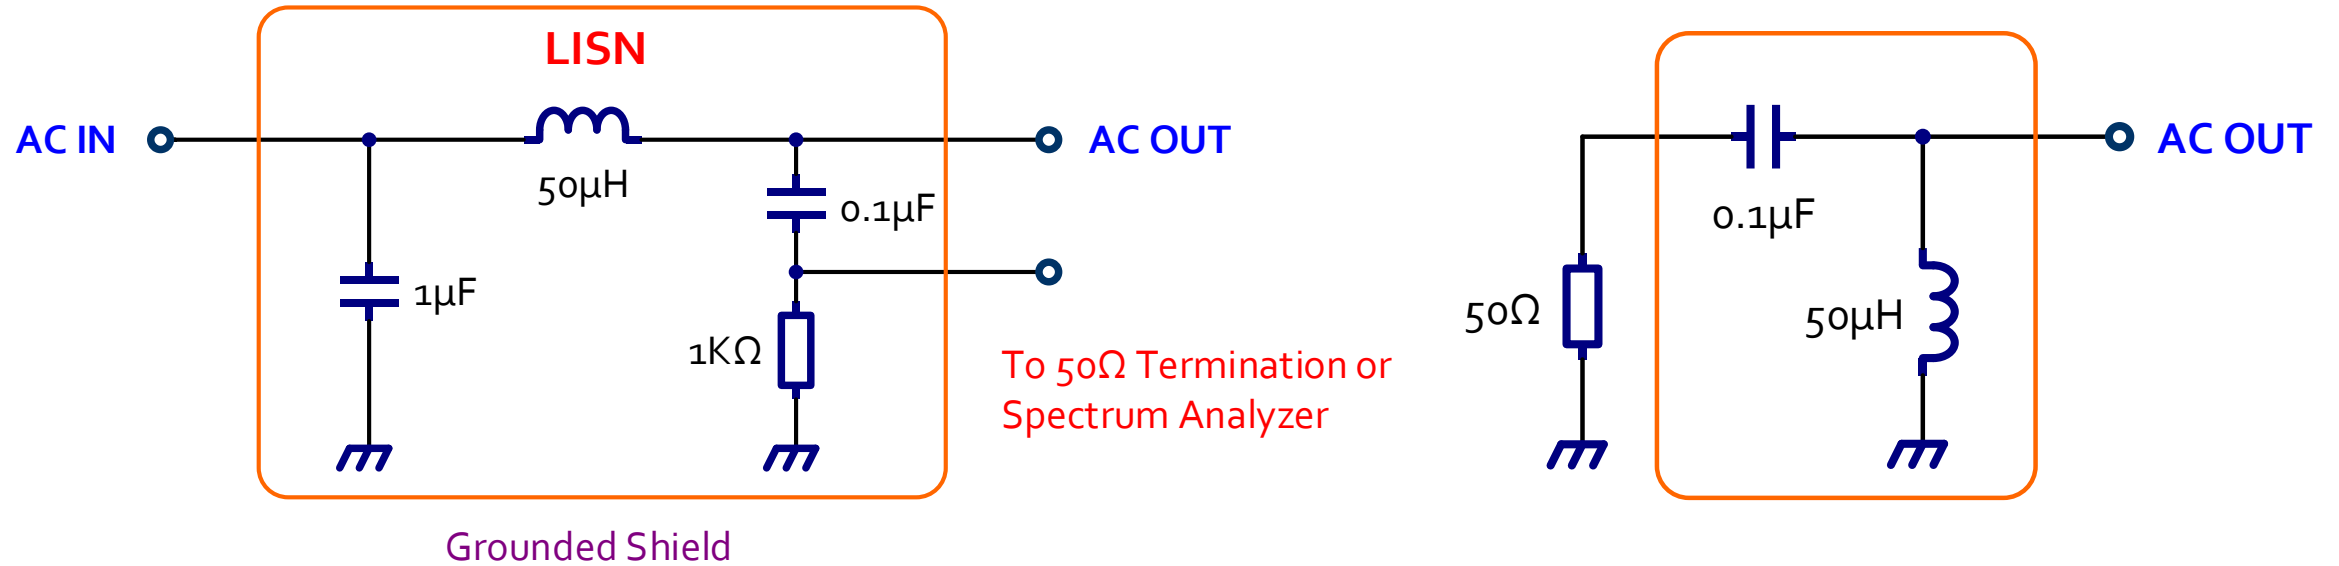 LISN
AC IN
AC OUT
50µH
0.1µF
1µF
1KΩ
To 50Ω Termination or
Spectrum Analyzer
Grounded Shield
AC OUT
0.1µF
50Ω
50µH